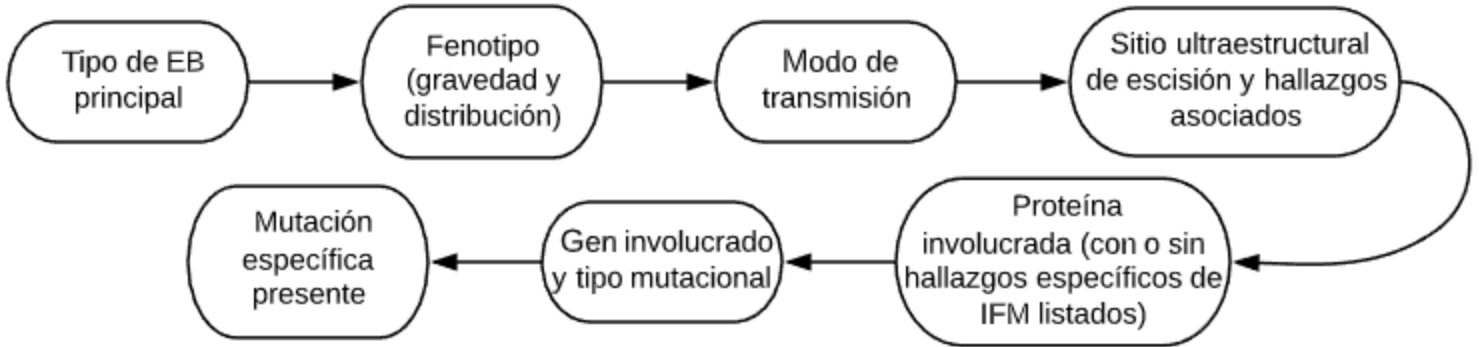 Tipo de EB
principal
Fenotipo
(gravedad y
distribución)
Modo de
transmisión
Sitio ultraestructural
de escisión y hallazgos
asociados
Proteína
involucrada (con o sin
hallazgos específicos de
IFM listados)
Gen involucrado
y tipo mutacional
Mutación
específica
presente